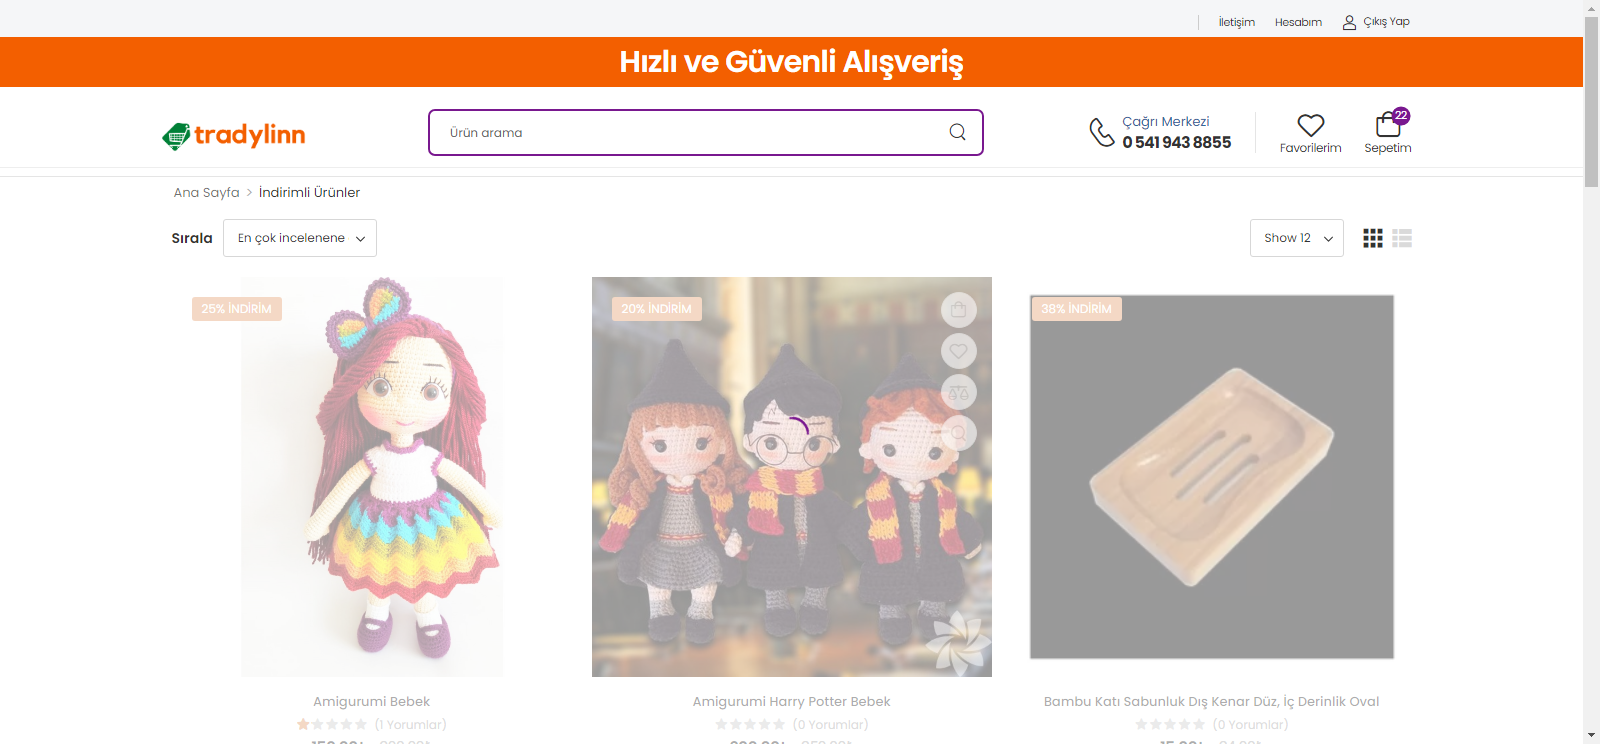 İletişim
Hesabım
Çıkış Yap
Hızlı ve Güvenli Alışveriş
tradylinn
Ürün arama
Çağrı Merkezi
0 541 943 8855
Favorilerim
22
Sepetim
Ana Sayfa > İndirimli Ürünler
Sırala
En çok incelenene
Show 12
25% İNDİRİM
20% İNDİRİM
38% İNDİRİM
Amigurumi Bebek
(1 Yorumlar)
Amigurumi Harry Potter Bebek
(0 Yorumlar)
Bambu Katı Sabunluk Dış Kenar Düz, İç Derinlik Oval
(0 Yorumlar)